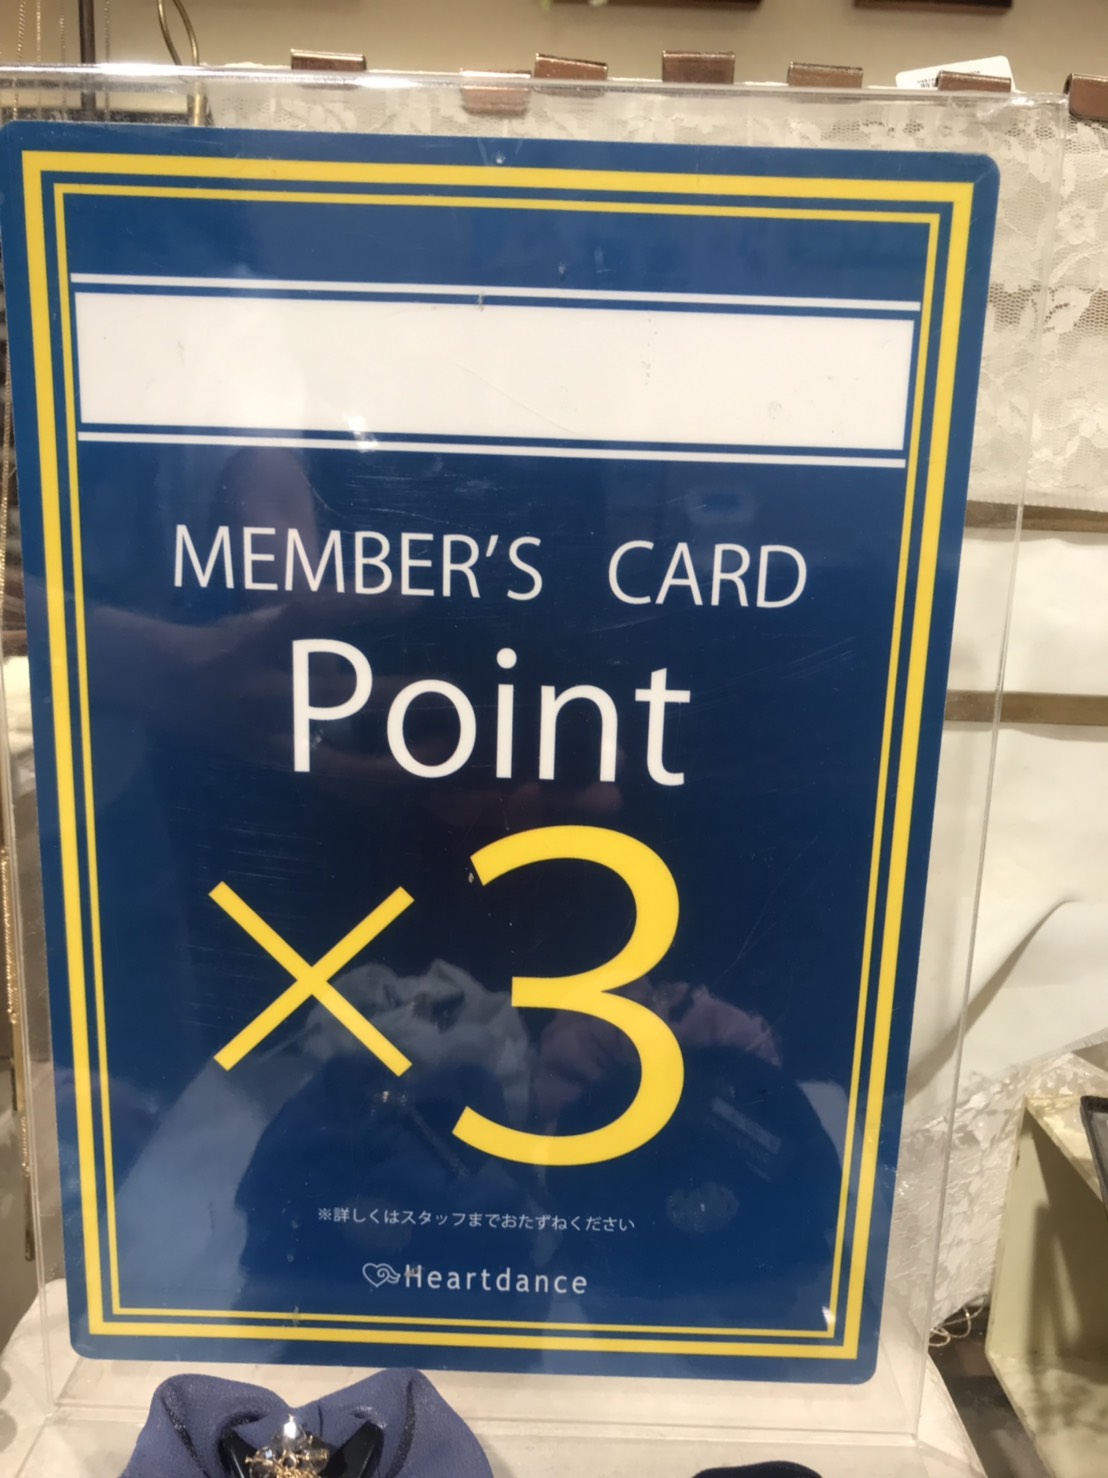 MEMBER'S CARD
Point
×3
※詳しくはスタッフまでおたずねください
Heartdance